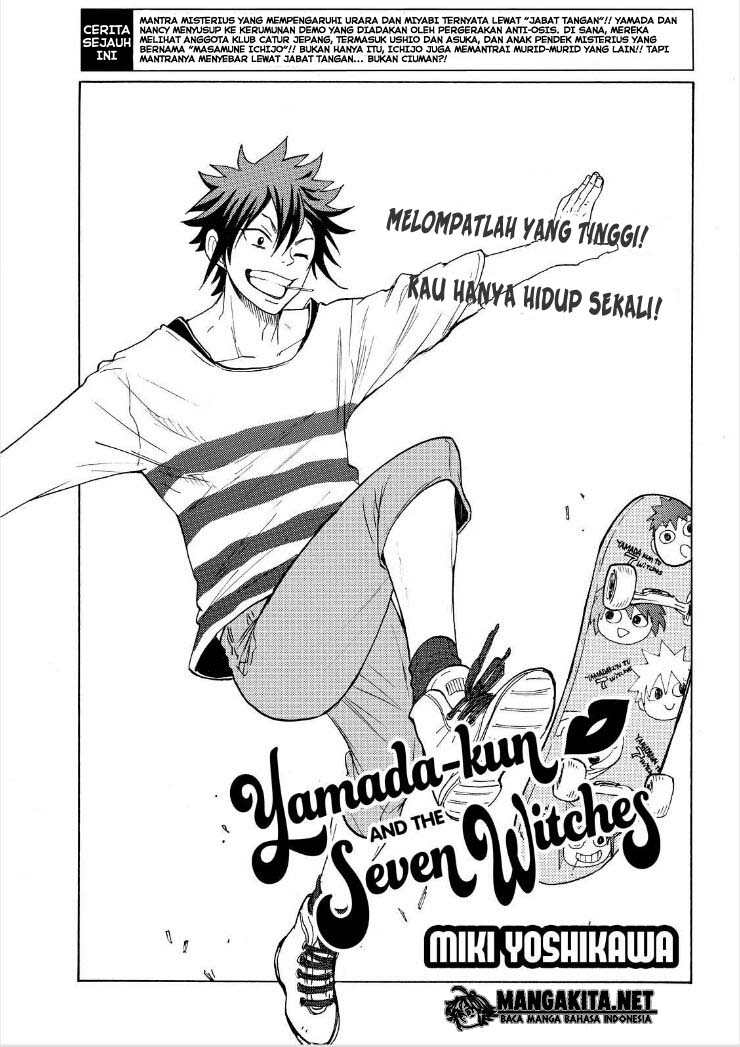 CERITA
SEJAUH
INI
MANTRA MISTERIUS YANG MEMPENGARUHI URARA DAN MIYABI TERNYATA LEWAT "JABAT TANGAN"!! YAMADA DAN
NANCY MENYUSUP KE KERUMUNAN DEMO YANG DIADAKAN OLEH PERGERAKAN ANTI-OSIS. DI SANA, MEREKA
MELIHAT ANGGOTA KLUB CATUR JEPANG, TERMASUK USHIO DAN ASUKA, DAN ANAK PENDEK MISTERIUS YANG
BERNAMA "MASAMUNE ICHIJO"!! BUKAN HANYA ITU, ICHIJO JUGA MEMANTRAI MURID-MURID YANG LAIN!! TAPI
MANTRANYA MENYEBAR LEWAT JABAT TANGAN... BUKAN CIUMAN?!
MELOMPATLAH YANG TINGGI!
KAU HANYA HIDUP SEKALI!
Yamada-kun
AND THE
Seven Witches
MIKI YOSHIKAWA
MANGAKITA.NET
BACA MANGA BAHASA INDONESIA